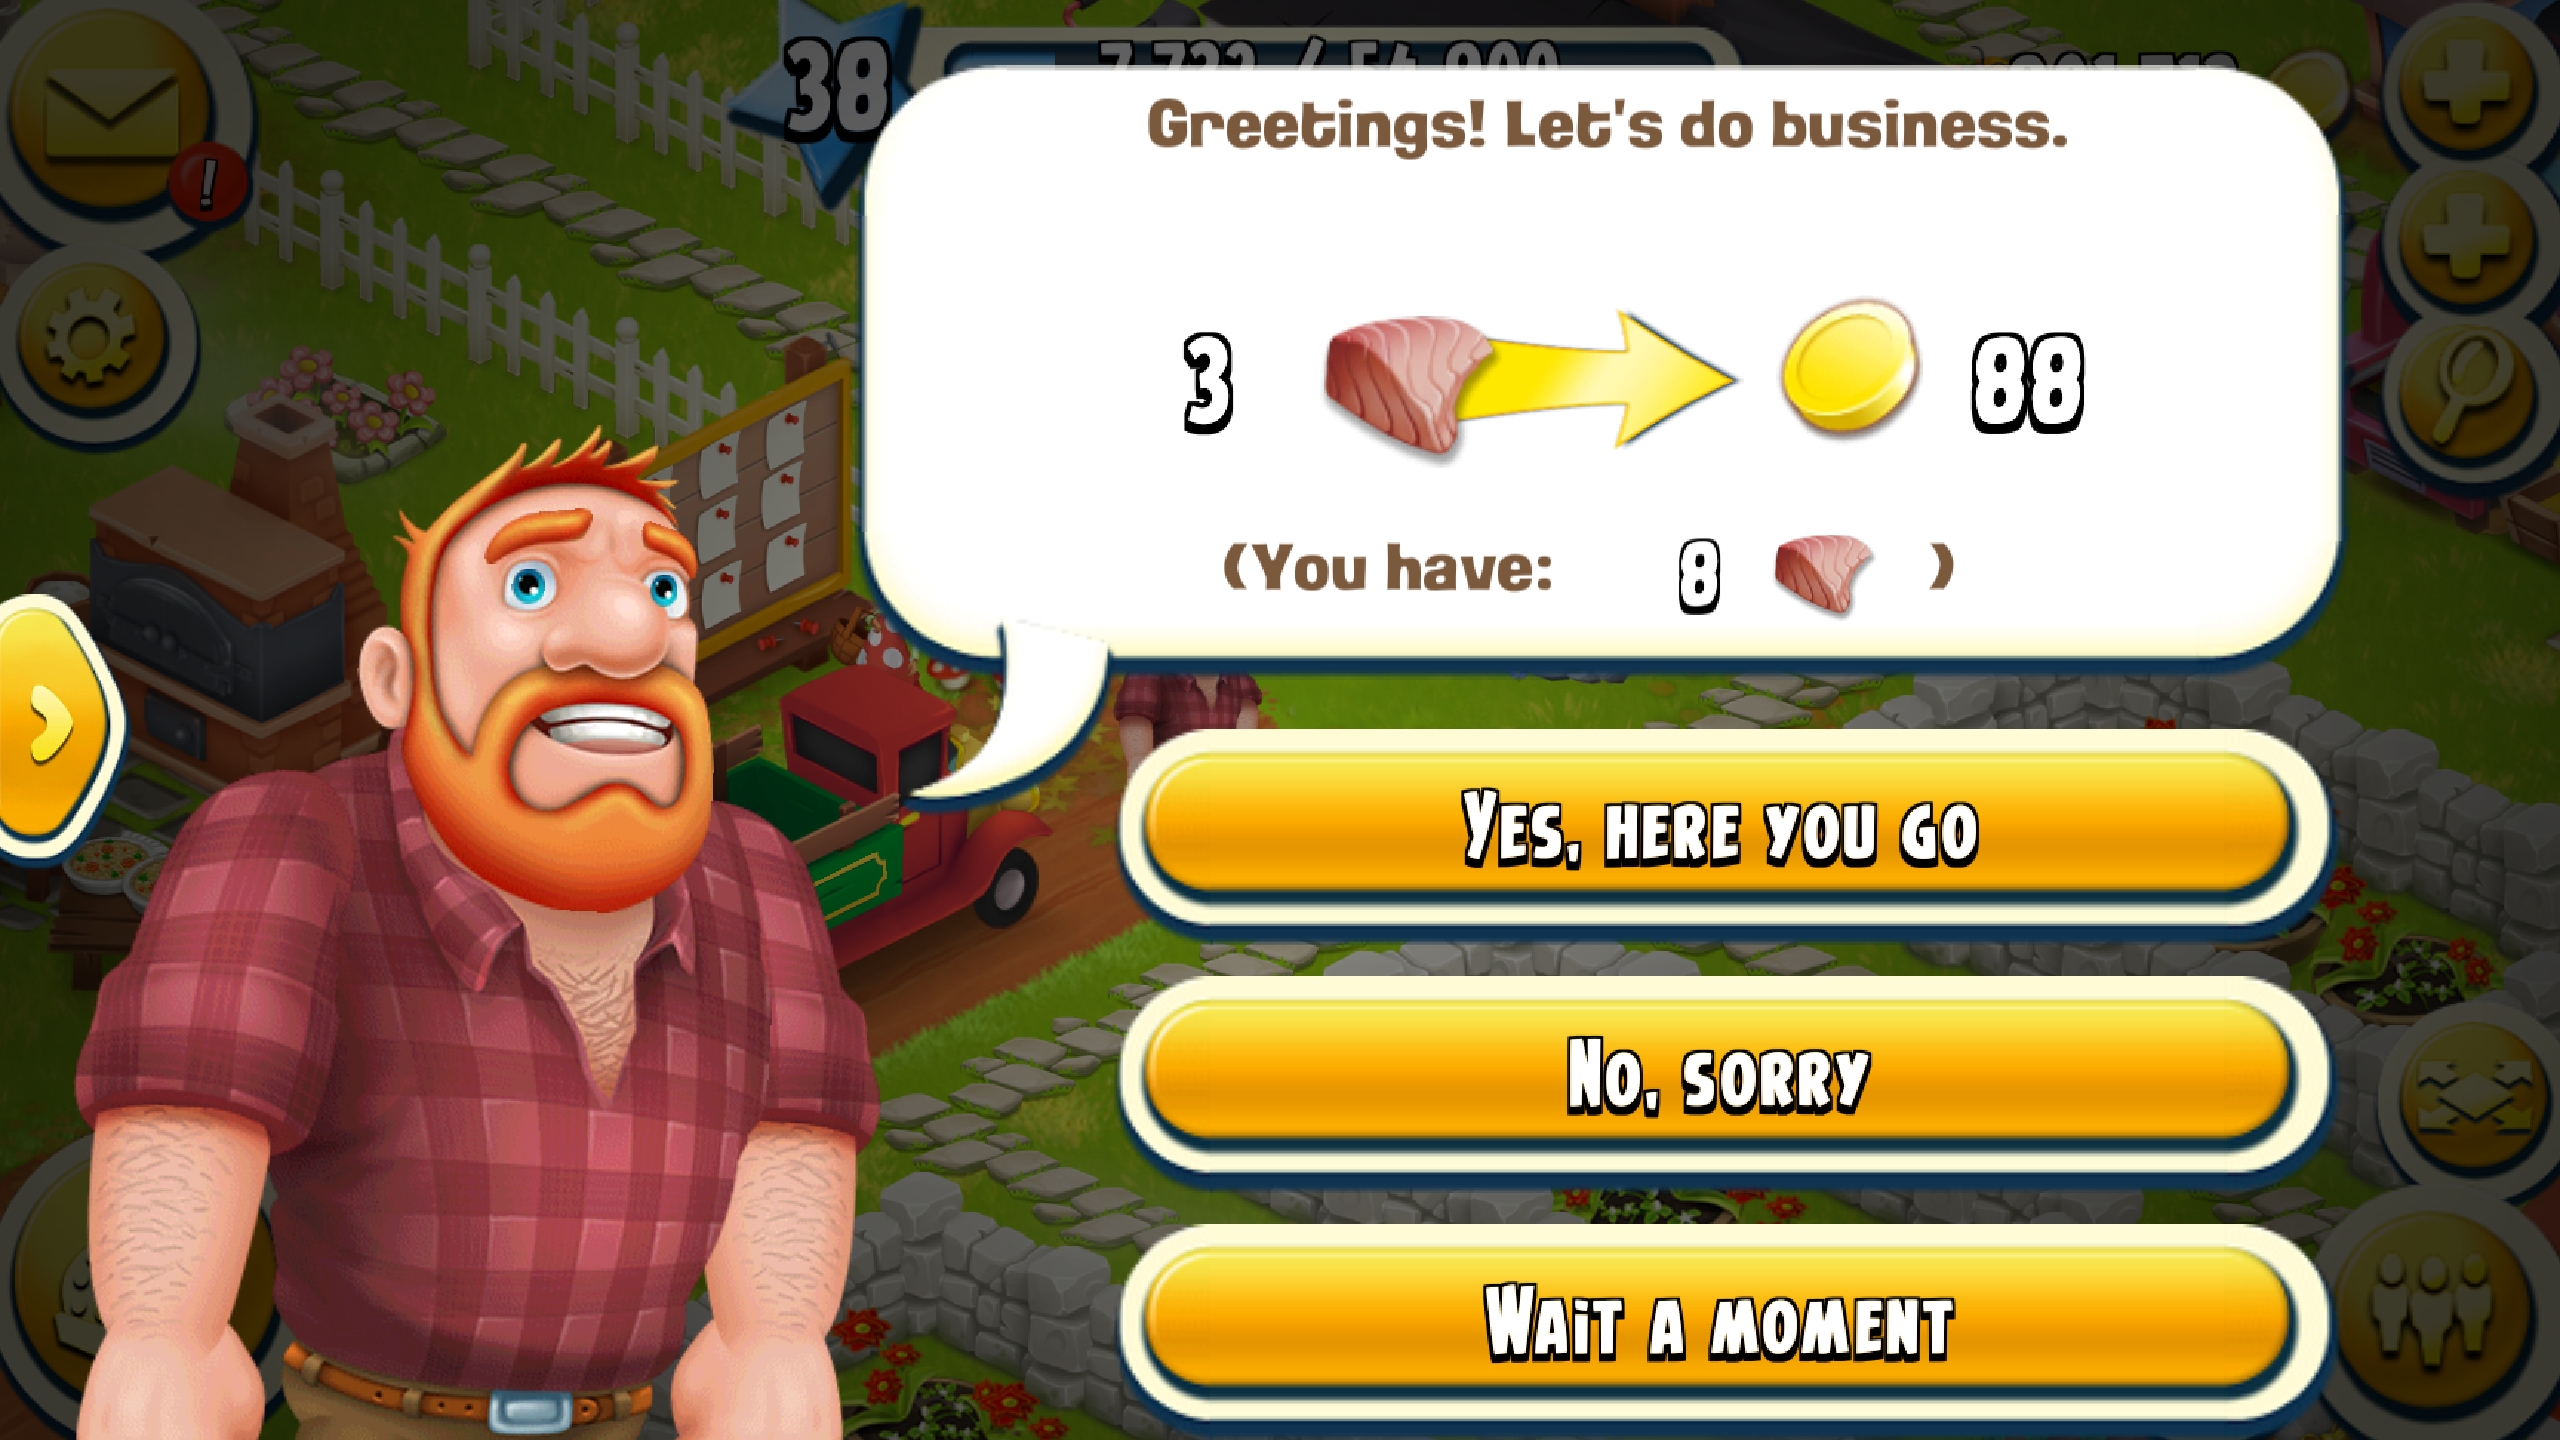 38
Greetings! Let's do business.
3 88
(You have: 8 )
Yes, here you go
No, sorry
Wait a moment